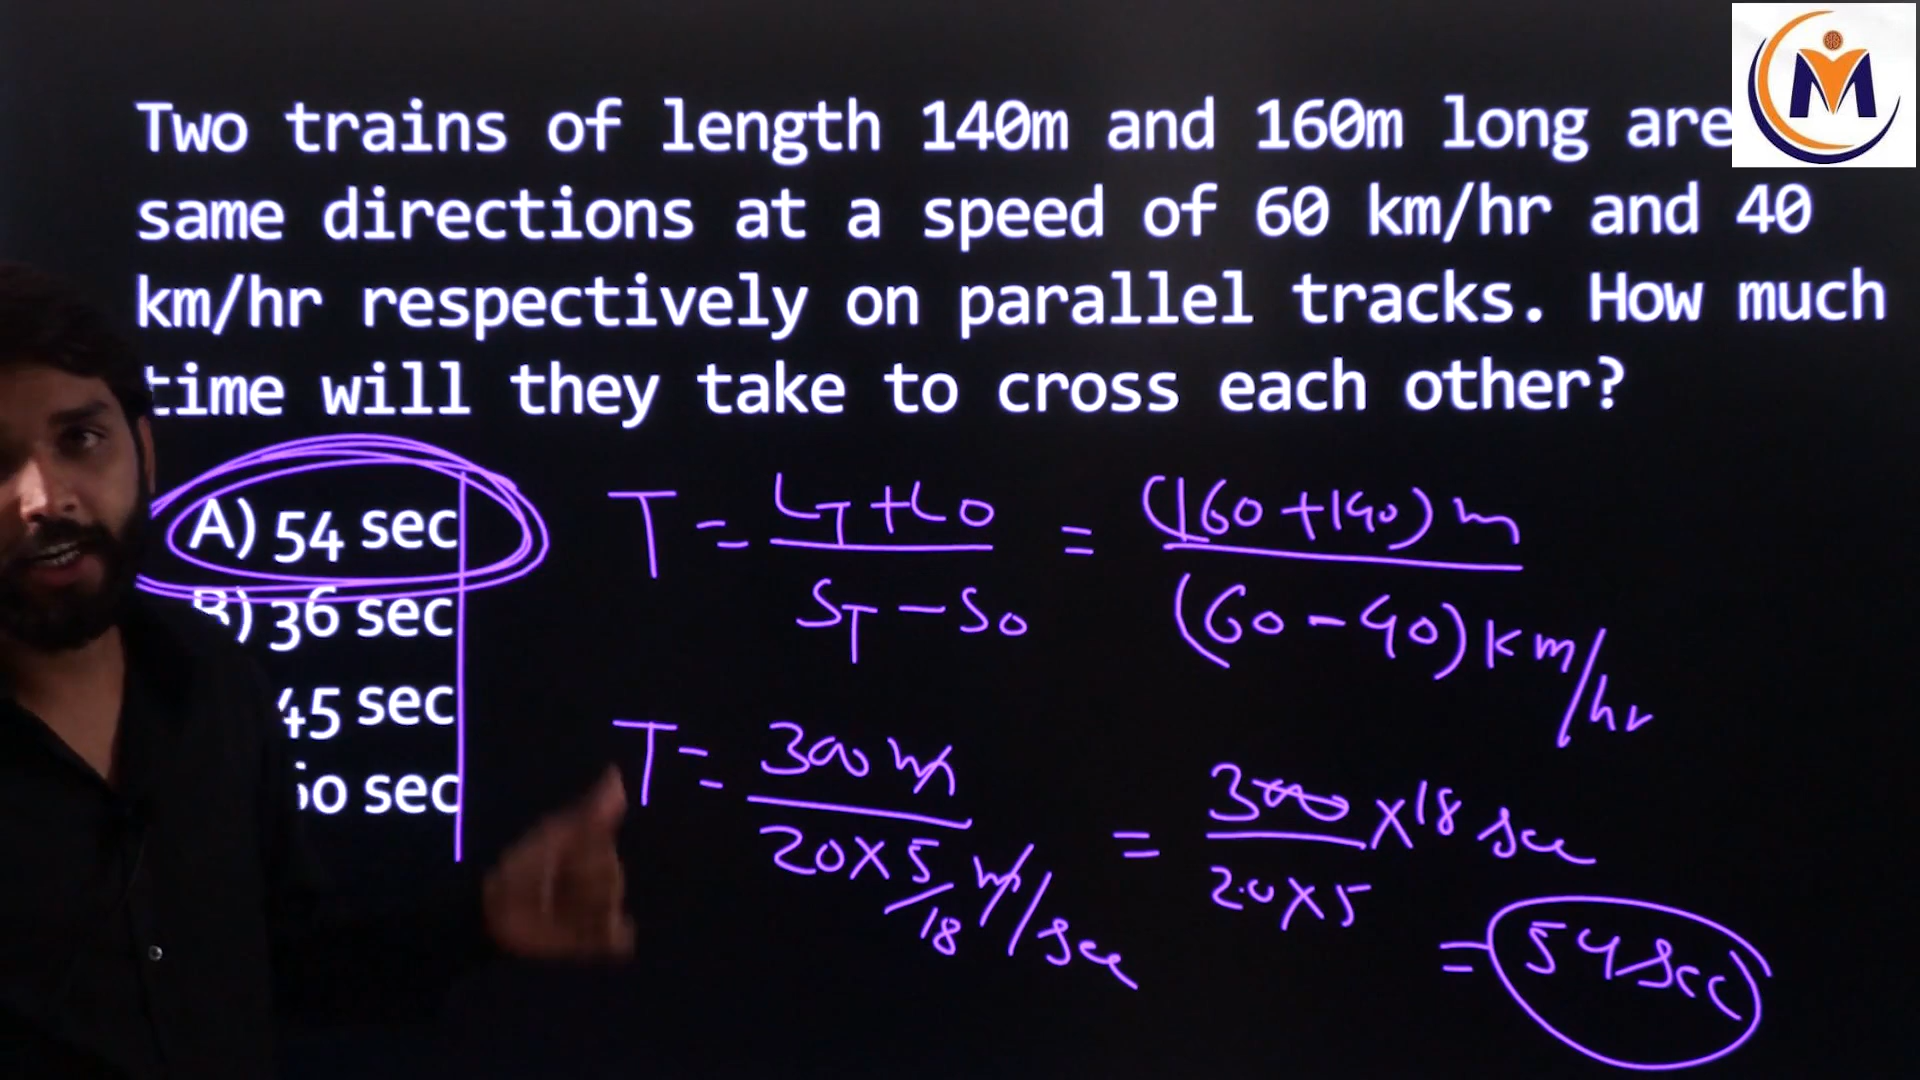 M
Two trains of length 140m and 160m long are
same directions at a speed of 60 km/hr and 40
km/hr respectively on parallel tracks. How much
time will they take to cross each other?
A) 54 sec
B) 36 sec
45 sec
60 sec
T = LT + LO / ST - SO = (160 + 140) m / (60 - 40) km/hr
T = 300 m / 20 X 5/18 m/sec = 300 / 20 X 5 X 18 sec
= 54 sec